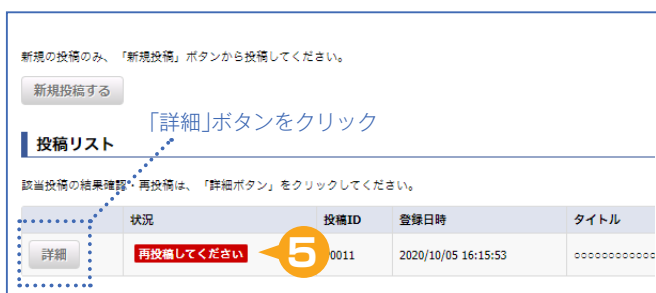 新規の投稿のみ、「新規投稿」ボタンから投稿してください。
新規投稿する
「詳細」ボタンをクリック
投稿リスト
該当投稿の結果確認・再投稿は、「詳細ボタン」をクリックしてください。
状況 投稿ID 登録日時 タイトル
詳細 再投稿してください 5 0011 2020/10/05 16:15:53 ○○○○○○○○○○○○